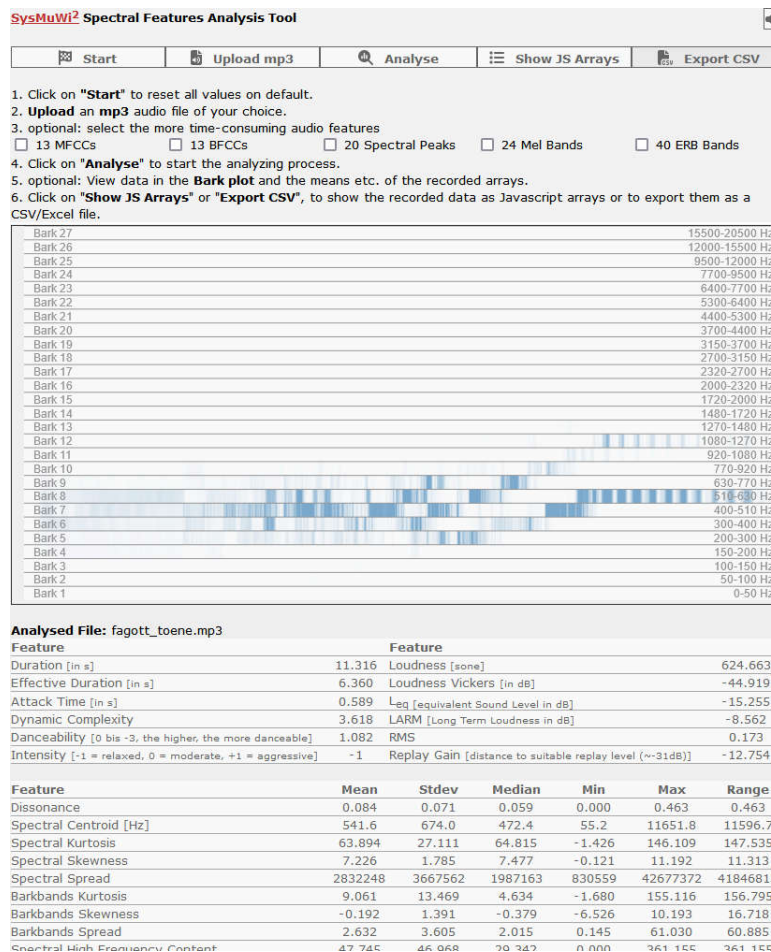 SysMuWi² Spectral Features Analysis Tool
Start Upload mp3 Analyse Show JS Arrays Export CSV
1. Click on "Start" to reset all values on default.
2. Upload an mp3 audio file of your choice.
3. optional: select the more time-consuming audio features
13 MFCCs 13 BFCCs 20 Spectral Peaks 24 Mel Bands 40 ERB Bands
4. Click on "Analyse" to start the analyzing process.
5. optional: View data in the Bark plot and the means etc. of the recorded arrays.
6. Click on "Show JS Arrays" or "Export CSV", to show the recorded data as Javascript arrays or to export them as a
CSV/Excel file.
Bark 27 15500-20500 Hz
Bark 26 12000-15500 Hz
Bark 25 9500-12000 Hz
Bark 24 7700-9500 Hz
Bark 23 6400-7700 Hz
Bark 22 5300-6400 Hz
Bark 21 4400-5300 Hz
Bark 20 3700-4400 Hz
Bark 19 3150-3700 Hz
Bark 18 2700-3150 Hz
Bark 17 2320-2700 Hz
Bark 16 2000-2320 Hz
Bark 15 1720-2000 Hz
Bark 14 1480-1720 Hz
Bark 13 1270-1480 Hz
Bark 12 1080-1270 Hz
Bark 11 920-1080 Hz
Bark 10 770-920 Hz
Bark 9 630-770 Hz
Bark 8 510-630 Hz
Bark 7 400-510 Hz
Bark 6 300-400 Hz
Bark 5 200-300 Hz
Bark 4 150-200 Hz
Bark 3 100-150 Hz
Bark 2 50-100 Hz
Bark 1 0-50 Hz
Analysed File: fagott_toene.mp3
Feature Feature
Duration [in s] 11.316 Loudness [sone] 624.663
Effective Duration [in s] 6.360 Loudness Vickers [in dB] -44.919
Attack Time [in s] 0.589 Leq [equivalent Sound Level in dB] -15.255
Dynamic Complexity 3.618 LARM [Long Term Loudness in dB] -8.562
Danceability [0 bis ~3, the higher, the more danceable] 1.082 RMS 0.173
Intensity [-1 = relaxed, 0 = moderate, +1 = aggressive] -1 Replay Gain [distance to suitable replay level (~-31dB)] -12.754
Feature Mean Stdev Median Min Max Range
Dissonance 0.084 0.071 0.059 0.000 0.463 0.463
Spectral Centroid [Hz] 541.6 674.0 472.4 55.2 11651.8 11596.7
Spectral Kurtosis 63.894 27.111 64.815 -1.426 146.109 147.535
Spectral Skewness 7.226 1.785 7.477 -0.121 11.192 11.313
Spectral Spread 2832248 3667562 1987163 830559 42677372 4184681
Barkbands Kurtosis 9.061 13.469 4.634 -1.680 155.116 156.795
Barkbands Skewness -0.192 1.391 -0.379 -6.526 10.193 16.718
Barkbands Spread 2.632 3.605 2.015 0.145 61.030 60.885
Spectral High Frequency Content 47.745 46.968 29.342 0.000 361.155 361.155